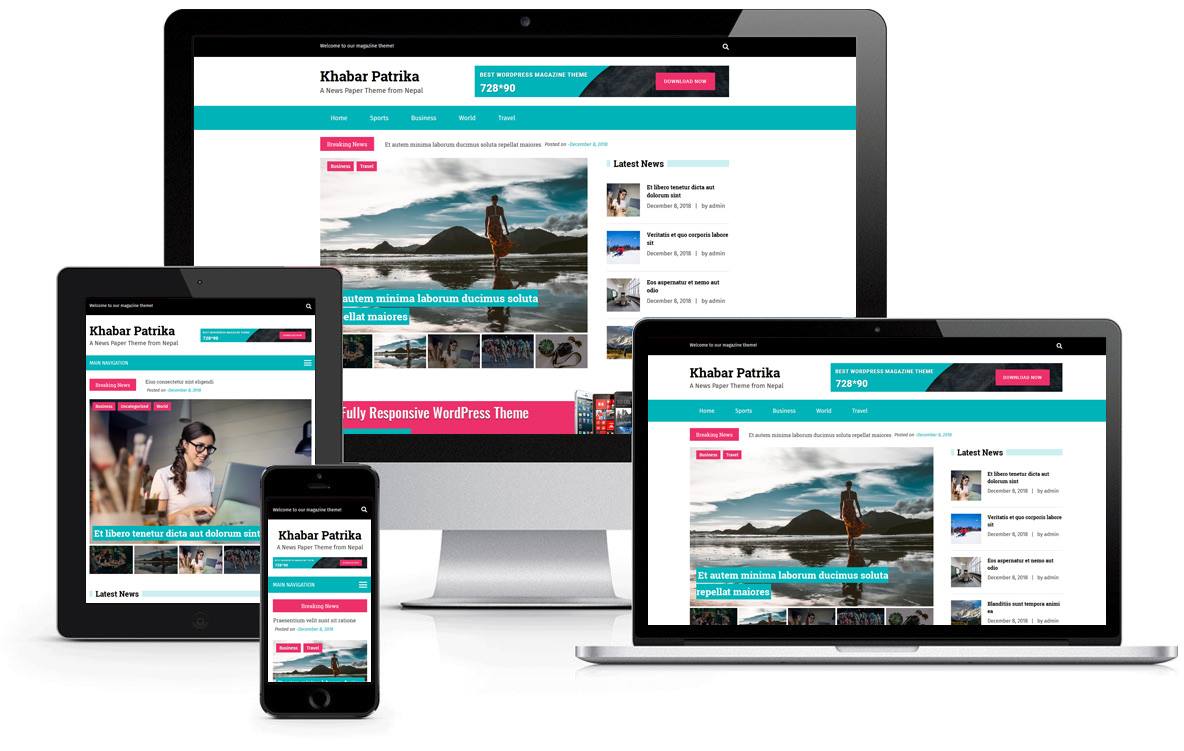 Welcome to our magazine theme!
Khabar Patrika
A News Paper Theme from Nepal
BEST WORDPRESS MAGAZINE THEME
728*90
DOWNLOAD NOW
Home Sports Business World Travel
Breaking News Et autem minima laborum ducimus soluta repellat maiores Posted on -December 8, 2018
Business Travel
autem minima laborum ducimus soluta
ellat maiores
Latest News
Et libero tenetur dicta aut
dolorum sint
December 8, 2018 | by admin
Veritatis et quo corporis labore
sit
December 8, 2018 | by admin
Eos aspernatur et nemo aut
odio
December 8, 2018 | by admin
Fully Responsive WordPress Theme
Welcome to our magazine theme!
Khabar Patrika
A News Paper Theme from Nepal
BEST WORDPRESS MAGAZINE THEME
728*90
MAIN NAVIGATION
Breaking News
Eius consectetur sint eligendi
Posted on -December 8, 2018
Business Uncategorized World
Et libero tenetur dicta aut dolorum sint
Latest News
Welcome to our magazine theme!
Khabar Patrika
A News Paper Theme from Nepal
728*90
MAIN NAVIGATION
Breaking News
Praesentium velit sunt sit ratione
Posted on -December 8, 2018
Business Travel
Welcome to our magazine theme!
Khabar Patrika
A News Paper Theme from Nepal
BEST WORDPRESS MAGAZINE THEME
728*90
DOWNLOAD NOW
Home Sports Business World Travel
Breaking News Et autem minima laborum ducimus soluta repellat maiores Posted on -December 8, 2018
Business Travel
Et autem minima laborum ducimus soluta
repellat maiores
Latest News
Et libero tenetur dicta aut
dolorum sint
December 8, 2018 | by admin
Veritatis et quo corporis labore
sit
December 8, 2018 | by admin
Eos aspernatur et nemo aut
odio
December 8, 2018 | by admin
Blanditiis sunt tempora animi
ea
December 8, 2018 | by admin